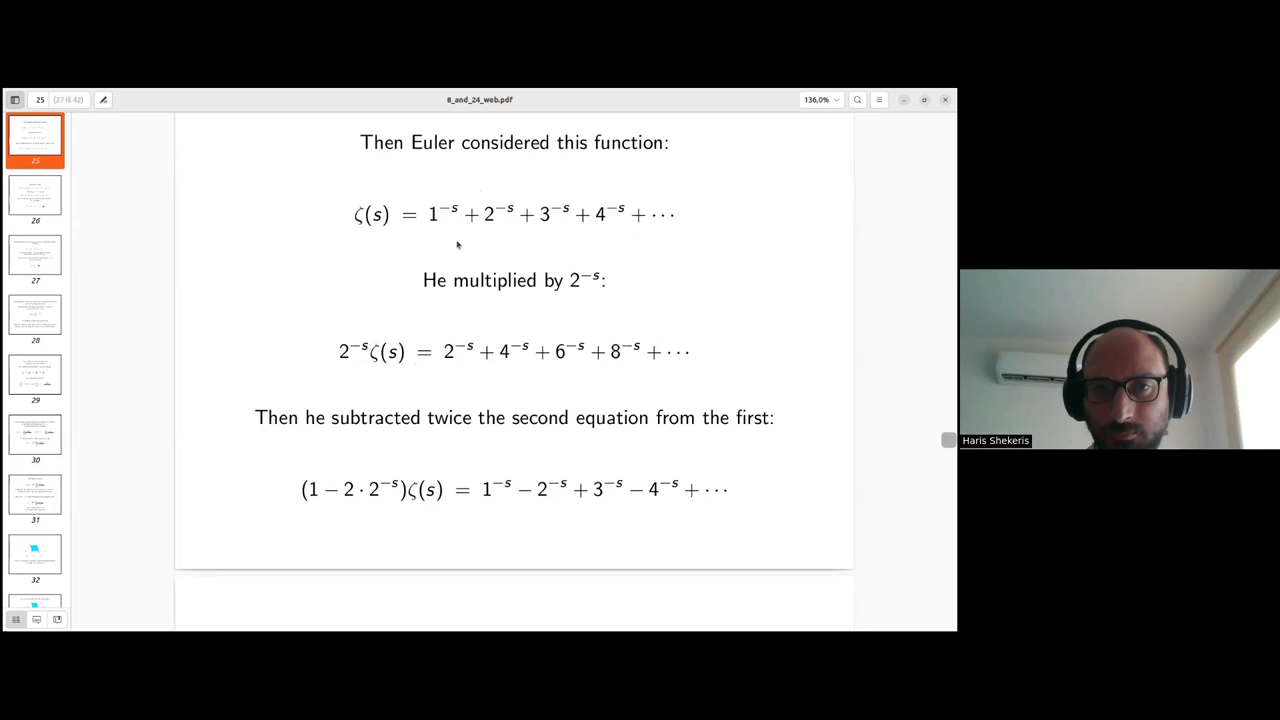 25 (27 is 42)
8_and_24_web.pdf
136,0%
Then Euler considered this function:
ζ(s) = 1⁻ˢ + 2⁻ˢ + 3⁻ˢ + 4⁻ˢ + ⋯
He multiplied by 2⁻ˢ:
2⁻ˢζ(s) = 2⁻ˢ + 4⁻ˢ + 6⁻ˢ + 8⁻ˢ + ⋯
Then he subtracted twice the second equation from the first:
(1 − 2 · 2⁻ˢ)ζ(s) = 1⁻ˢ − 2⁻ˢ + 3⁻ˢ − 4⁻ˢ + ⋯
25
26
27
28
29
30
31
32
Haris Shekeris